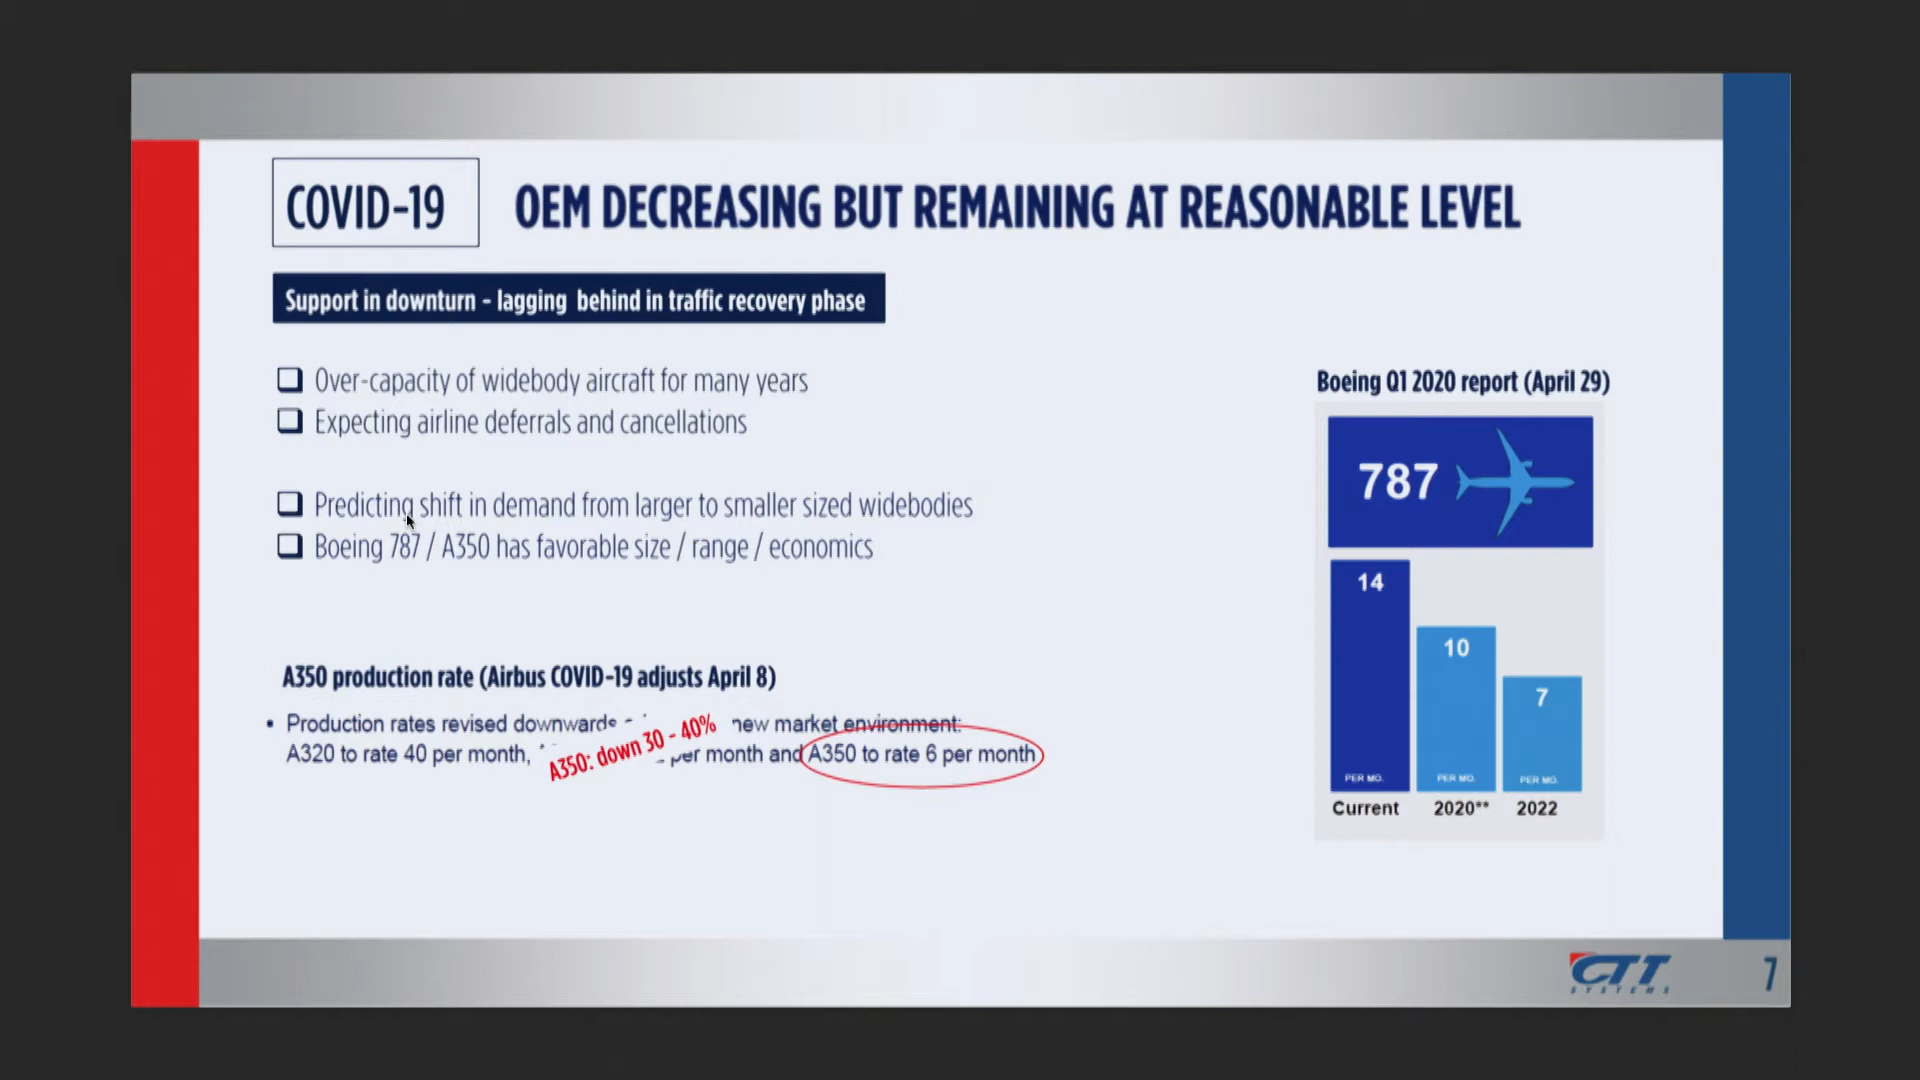 COVID-19
OEM DECREASING BUT REMAINING AT REASONABLE LEVEL
Support in downturn - lagging behind in traffic recovery phase
Over-capacity of widebody aircraft for many years
Expecting airline deferrals and cancellations
Predicting shift in demand from larger to smaller sized widebodies
Boeing 787 / A350 has favorable size / range / economics
A350 production rate (Airbus COVID-19 adjusts April 8)
• Production rates revised downwards new market environment:
A320 to rate 40 per month, per month and A350 to rate 6 per month
A350: down 30 - 40%
Boeing Q1 2020 report (April 29)
787
14
10
7
PER MO. PER MO. PER MO.
Current 2020** 2022
CTT
SYSTEMS
7